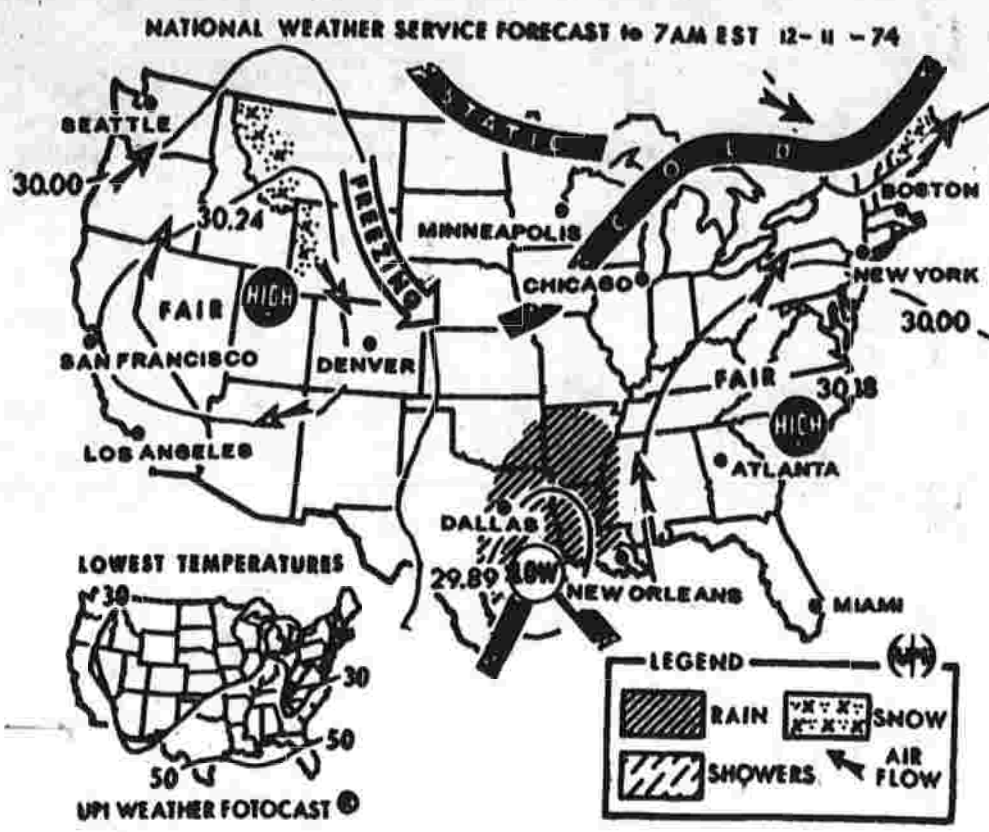 NATIONAL WEATHER SERVICE FORECAST to 7AM EST 12-11-74
STATIC
COLD
SEATTLE
30.00
30.24
FREEZING
MINNEAPOLIS
BOSTON
CHICAGO
NEW YORK
30.00
FAIR
HIGH
SAN FRANCISCO
DENVER
FAIR
30.18
HIGH
LOS ANGELES
ATLANTA
DALLAS
29.89
LOW
NEW ORLEANS
MIAMI
LOWEST TEMPERATURES
30
30
50
50
UPI WEATHER FOTOCAST ®
LEGEND
UPI
RAIN
SNOW
SHOWERS
AIR
FLOW